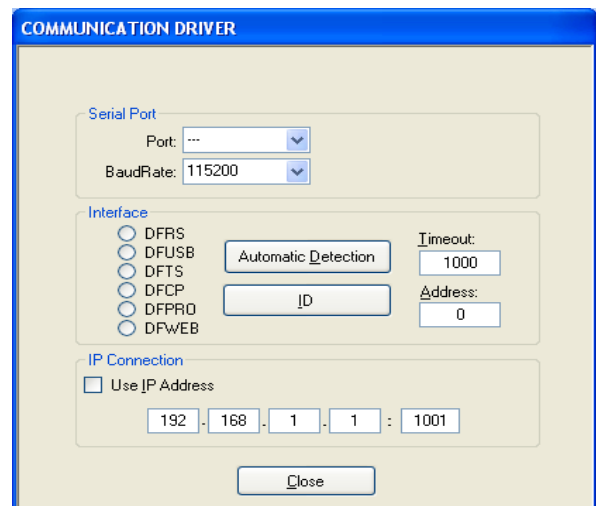 COMMUNICATION DRIVER
Serial Port
Port: ---
BaudRate: 115200
Interface
DFRS
DFUSB
DFTS
DFCP
DFPRO
DFWEB
Automatic Detection
ID
Timeout:
1000
Address:
0
IP Connection
Use IP Address
192 . 168 . 1 . 1 : 1001
Close